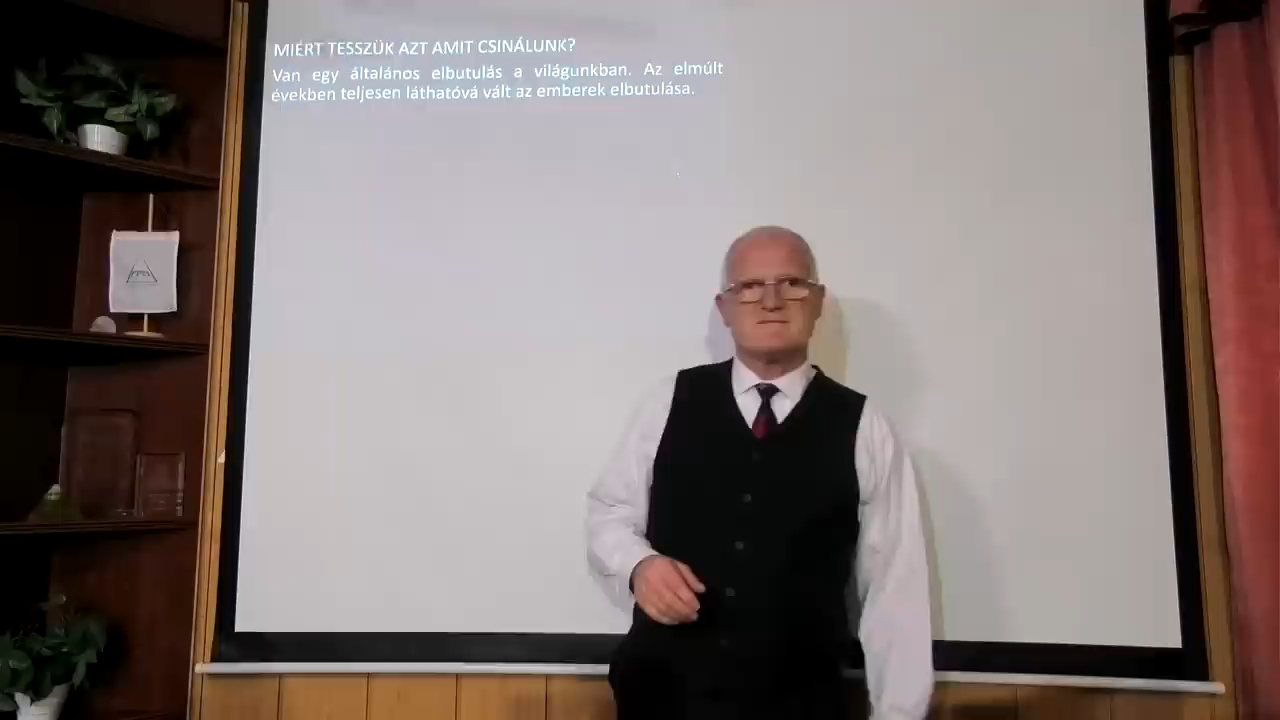 MIÉRT TESSZÜK AZT AMIT CSINÁLUNK?
Van egy általános elbutulás a világunkban. Az elmúlt
években teljesen láthatóvá vált az emberek elbutulása.